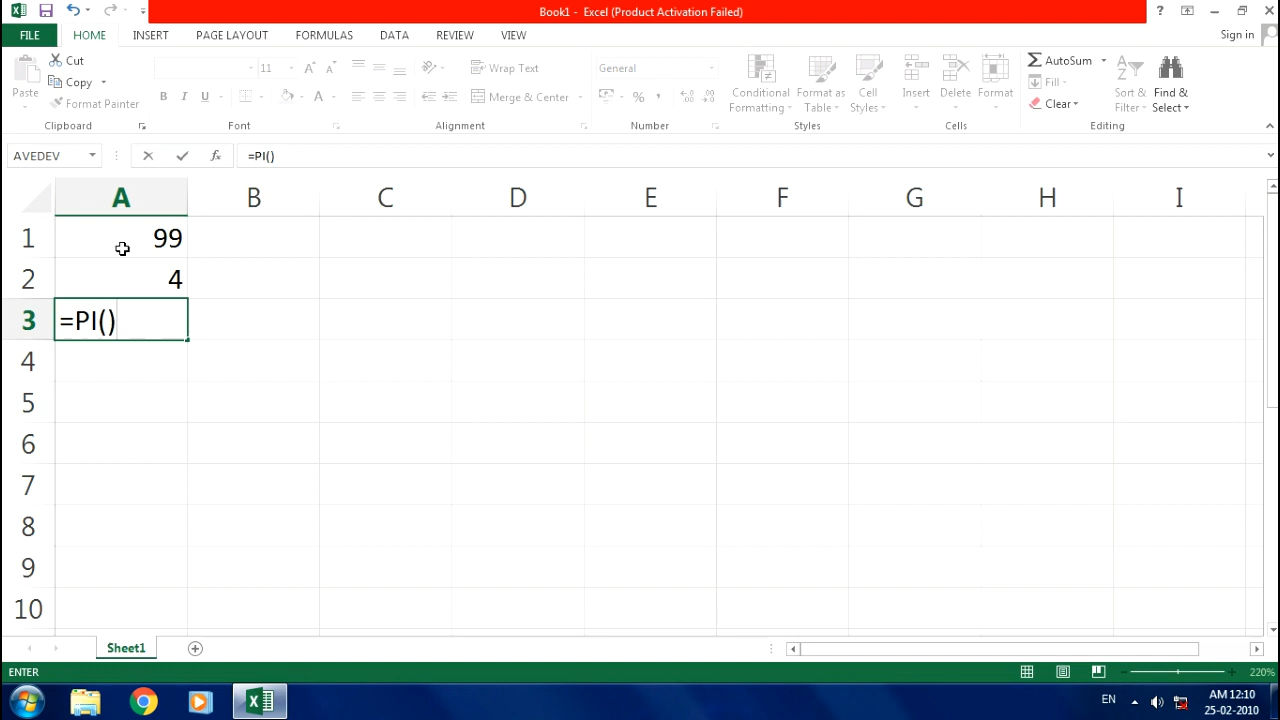 Book1 - Excel (Product Activation Failed)
?
FILE HOME INSERT PAGE LAYOUT FORMULAS DATA REVIEW VIEW
Sign in
Paste
Cut
Copy
Format Painter
Clipboard
11 A A
B I U A
Font
Wrap Text
Merge & Center
Alignment
General
%
Number
Conditional Formatting
Format as Table
Cell Styles
Styles
Insert
Delete
Format
Cells
AutoSum
Fill
Clear
Sort & Filter
Find & Select
Editing
AVEDEV fx =PI()
A B C D E F G H I
1 99
2 4
3 =PI()
4
5
6
7
8
9
10
Sheet1
ENTER
220%
EN
AM 12:10
25-02-2010